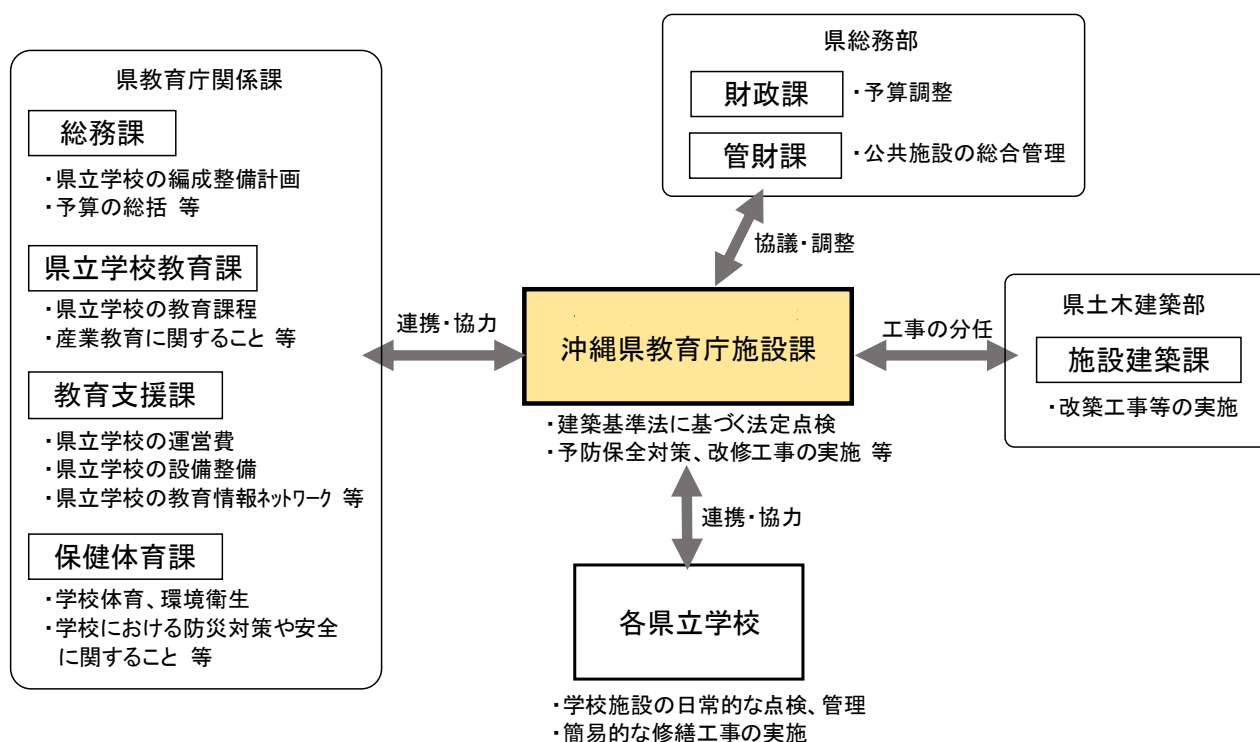 県教育庁関係課
総務課
・県立学校の編成整備計画
・予算の総括 等
県立学校教育課
・県立学校の教育課程
・産業教育に関すること 等
教育支援課
・県立学校の運営費
・県立学校の設備整備
・県立学校の教育情報ネットワーク 等
保健体育課
・学校体育、環境衛生
・学校における防災対策や安全
に関すること 等
県総務部
財政課
・予算調整
管財課
・公共施設の総合管理
協議・調整
連携・協力
沖縄県教育庁施設課
・建築基準法に基づく法定点検
・予防保全対策、改修工事の実施 等
工事の分任
県土木建築部
施設建築課
・改築工事等の実施
連携・協力
各県立学校
・学校施設の日常的な点検、管理
・簡易的な修繕工事の実施